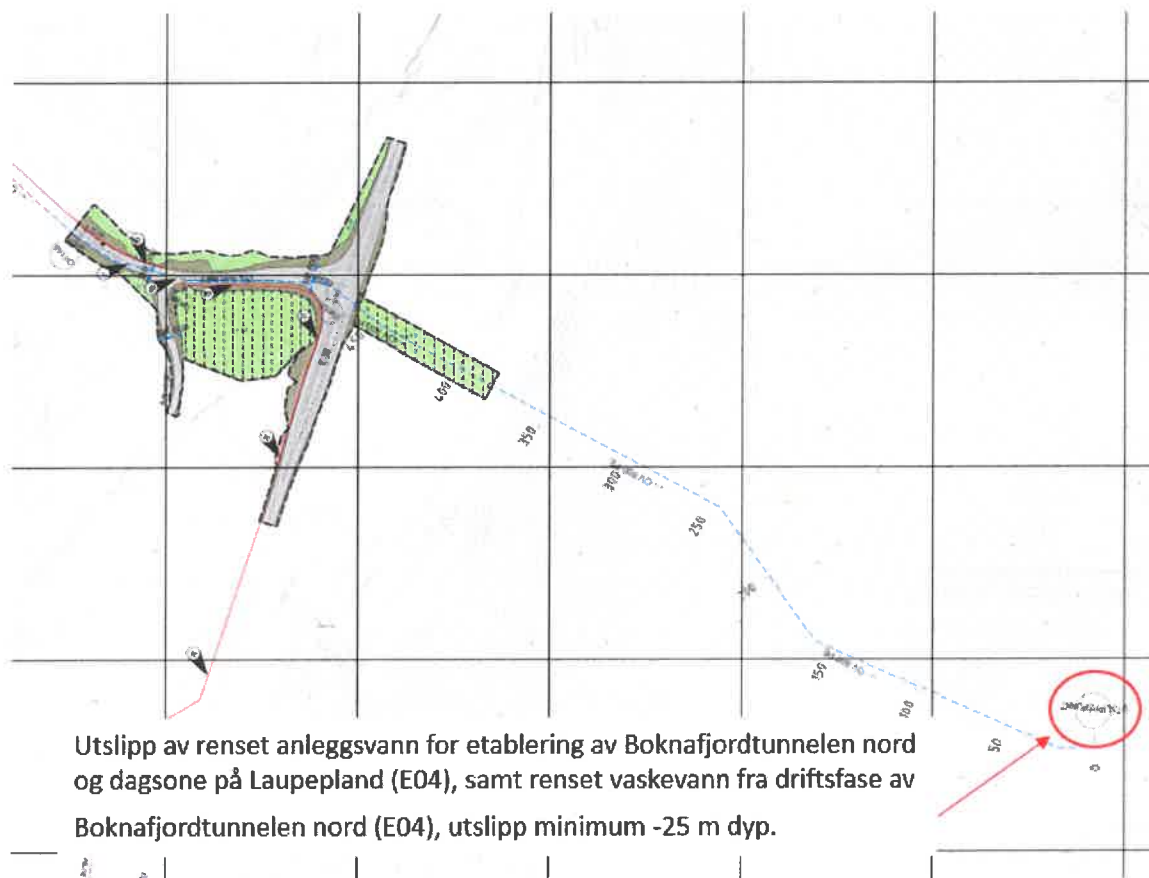 400
350
300
250
150
100
50
0
Utslipp av renset anleggsvann for etablering av Boknafjordtunnelen nord
og dagsone på Laupepland (E04), samt renset vaskevann fra driftsfase av
Boknafjordtunnelen nord (E04), utslipp minimum -25 m dyp.